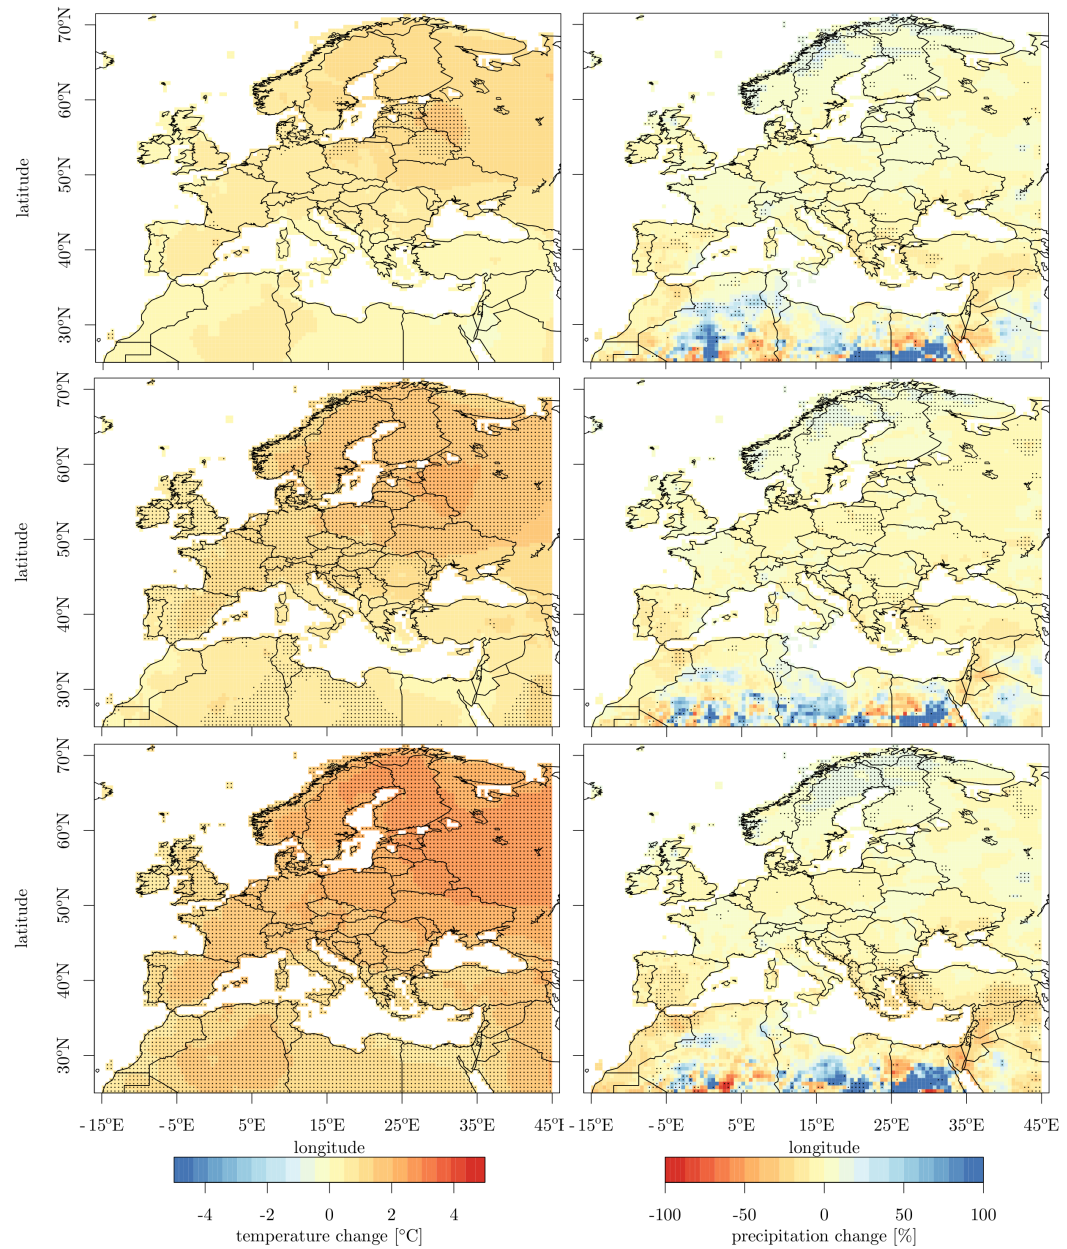 70°N
60°N
50°N
40°N
30°N
latitude
70°N
60°N
50°N
40°N
30°N
latitude
70°N
60°N
50°N
40°N
30°N
latitude
-15°E -5°E 5°E 15°E 25°E 35°E 45°E -15°E -5°E 5°E 15°E 25°E 35°E 45°E
longitude longitude
-4 -2 0 2 4 -100 -50 0 50 100
temperature change [°C] precipitation change [%]